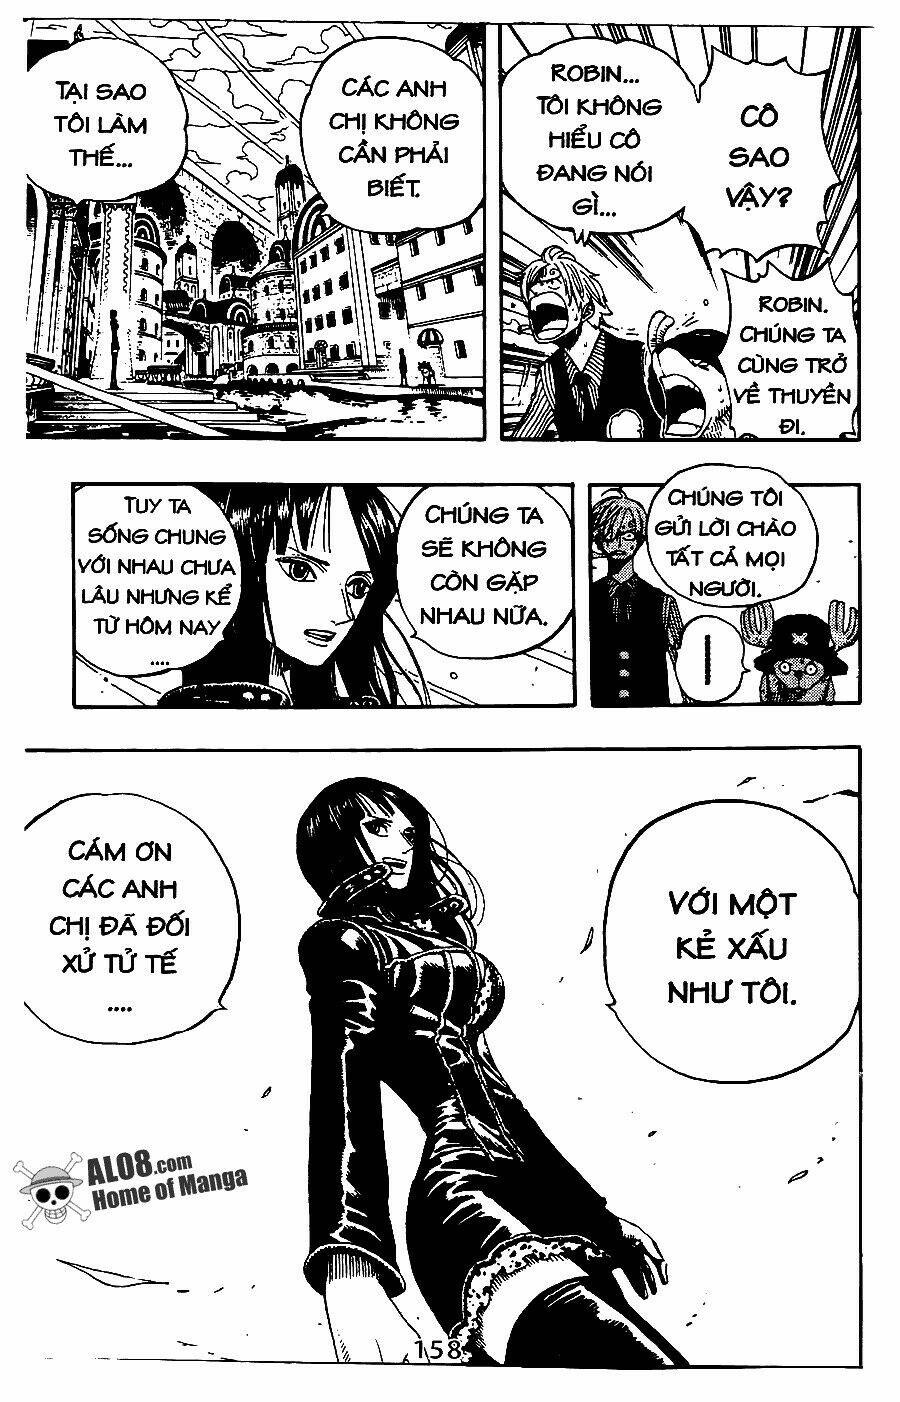 CÔ
SAO
VẬY?
ROBIN...
TÔI KHÔNG
HIỂU CÔ
ĐANG NÓI
GÌ...
ROBIN.
CHÚNG TA
CÙNG TRỞ
VỀ THUYỀN
ĐI.
CÁC ANH
CHỊ KHÔNG
CẦN PHẢI
BIẾT.
TẠI SAO
TÔI LÀM
THẾ...
CHÚNG TÔI
GỬI LỜI CHÀO
TẤT CẢ MỌI
NGƯỜI.
CHÚNG TA
SẼ KHÔNG
CÒN GẶP
NHAU NỮA.
TUY TA
SỐNG CHUNG
VỚI NHAU CHƯA
LÂU NHƯNG KỂ
TỪ HÔM NAY
....
VỚI MỘT
KẺ XẤU
NHƯ TÔI.
CÁM ƠN
CÁC ANH
CHỊ ĐÃ ĐỐI
XỬ TỬ TẾ
....
ALO8.com
Home of Manga
158